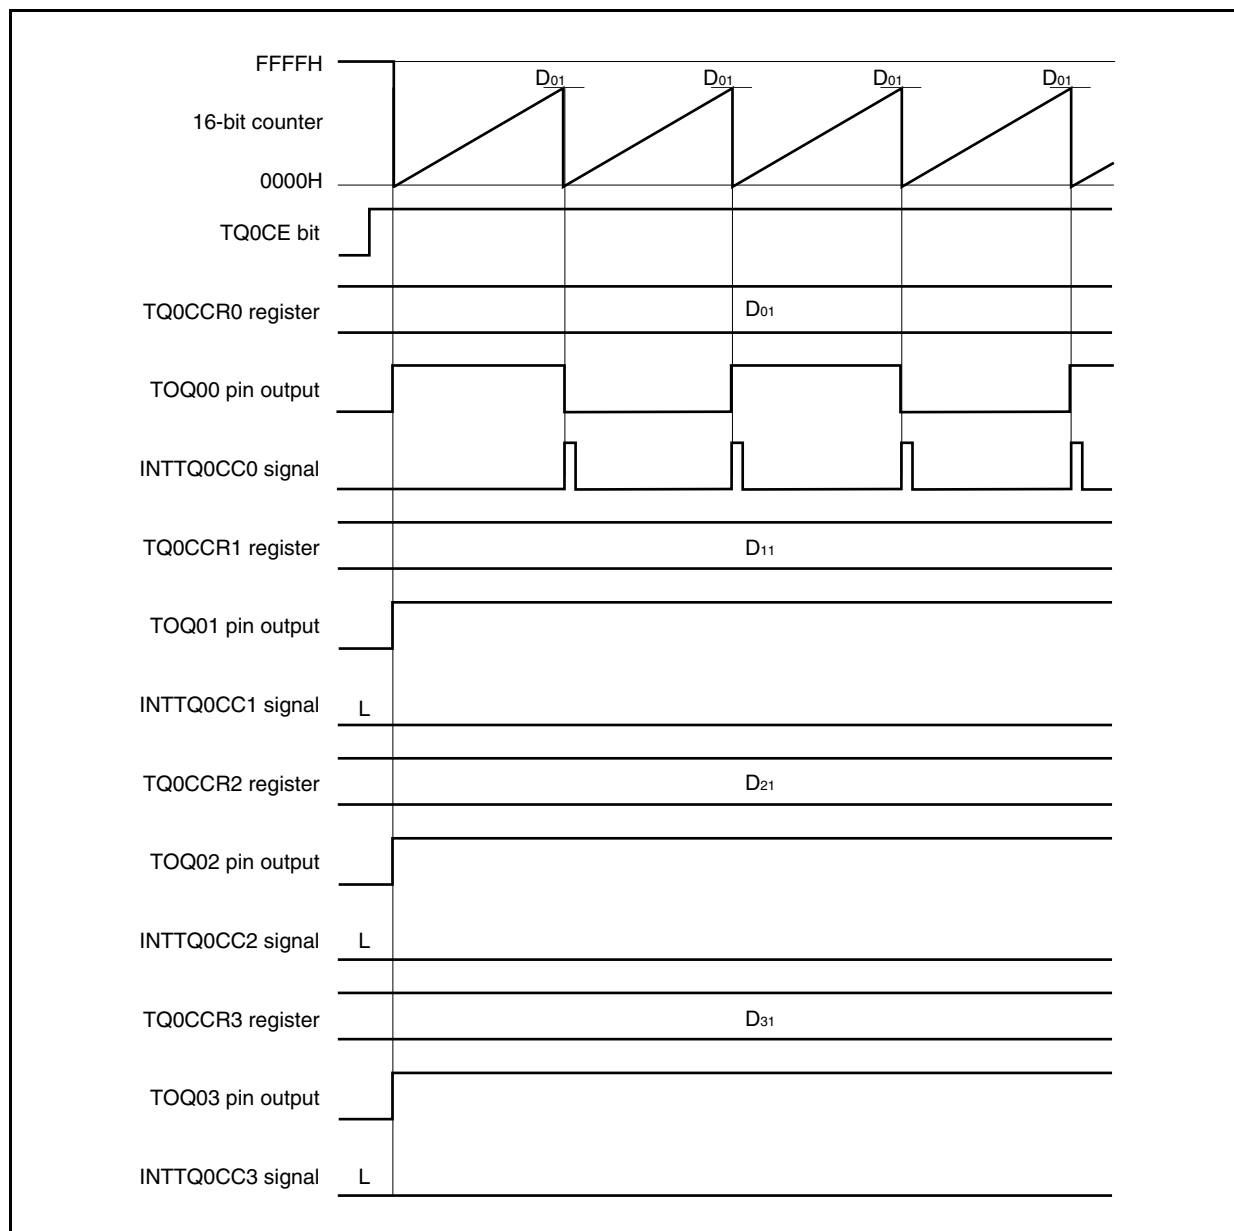 FFFFH
D01 D01 D01 D01
16-bit counter
0000H
TQ0CE bit
TQ0CCR0 register D01
TOQ00 pin output
INTTQ0CC0 signal
TQ0CCR1 register D11
TOQ01 pin output
INTTQ0CC1 signal L
TQ0CCR2 register D21
TOQ02 pin output
INTTQ0CC2 signal L
TQ0CCR3 register D31
TOQ03 pin output
INTTQ0CC3 signal L